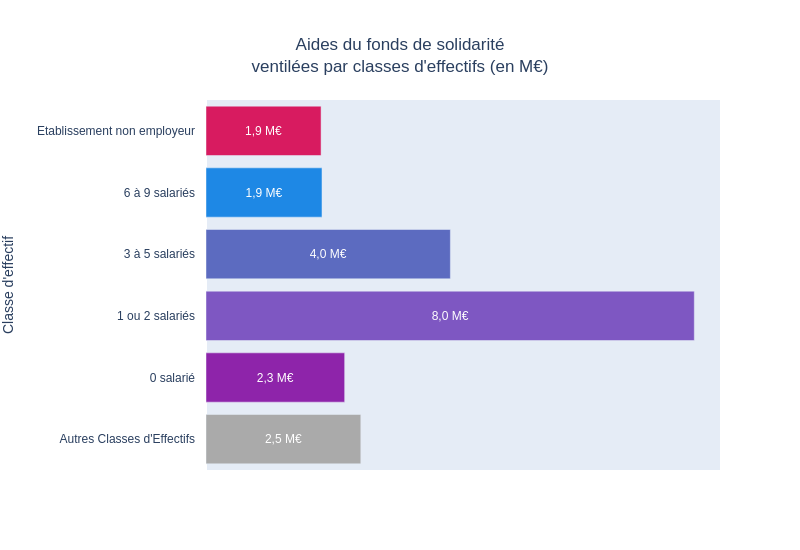 Aides du fonds de solidarité
ventilées par classes d'effectifs (en M€)
Classe d'effectif
Etablissement non employeur
1,9 M€
6 à 9 salariés
1,9 M€
3 à 5 salariés
4,0 M€
1 ou 2 salariés
8,0 M€
0 salarié
2,3 M€
Autres Classes d'Effectifs
2,5 M€